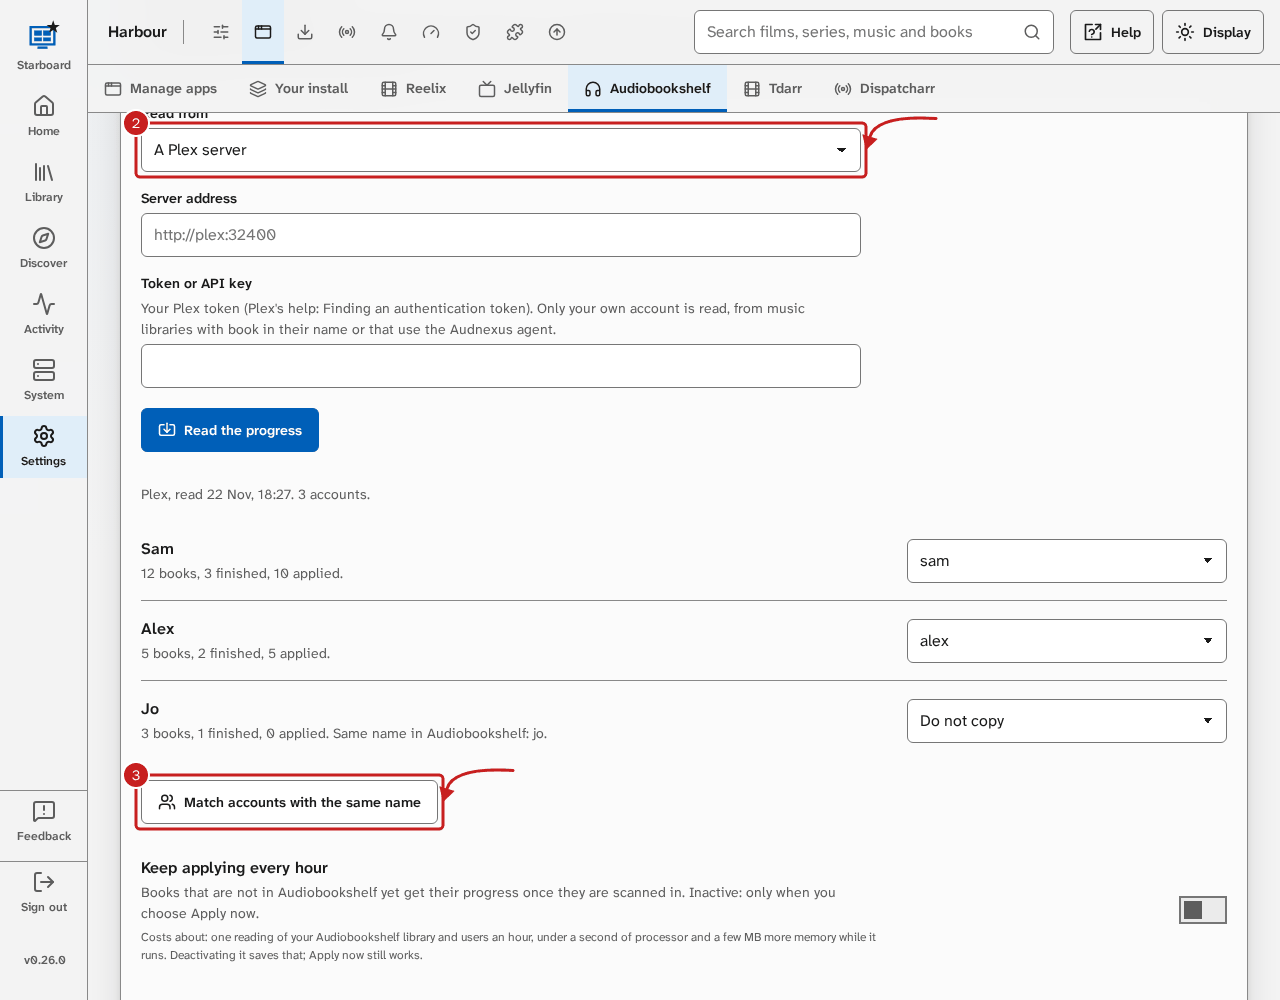 Starboard
Harbour
Search films, series, music and books
Help
Display
Manage apps
Your install
Reelix
Jellyfin
Audiobookshelf
Tdarr
Dispatcharr
Home
Library
Discover
Activity
System
Settings
Feedback
Sign out
v0.26.0
Read from
2
A Plex server
Server address
http://plex:32400
Token or API key
Your Plex token (Plex's help: Finding an authentication token). Only your own account is read, from music
libraries with book in their name or that use the Audnexus agent.
Read the progress
Plex, read 22 Nov, 18:27. 3 accounts.
Sam
12 books, 3 finished, 10 applied.
sam
Alex
5 books, 2 finished, 5 applied.
alex
Jo
3 books, 1 finished, 0 applied. Same name in Audiobookshelf: jo.
Do not copy
3
Match accounts with the same name
Keep applying every hour
Books that are not in Audiobookshelf yet get their progress once they are scanned in. Inactive: only when you
choose Apply now.
Costs about: one reading of your Audiobookshelf library and users an hour, under a second of processor and a few MB more memory while it
runs. Deactivating it saves that; Apply now still works.